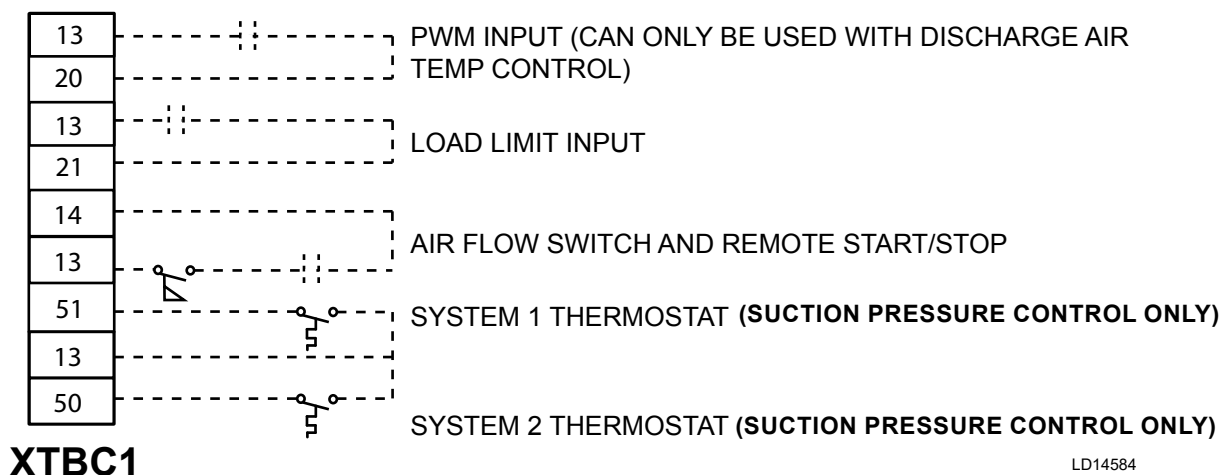 13
PWM INPUT (CAN ONLY BE USED WITH DISCHARGE AIR
20
TEMP CONTROL)
13
LOAD LIMIT INPUT
21
14
AIR FLOW SWITCH AND REMOTE START/STOP
13
51
SYSTEM 1 THERMOSTAT (SUCTION PRESSURE CONTROL ONLY)
13
50
SYSTEM 2 THERMOSTAT (SUCTION PRESSURE CONTROL ONLY)
XTBC1
LD14584